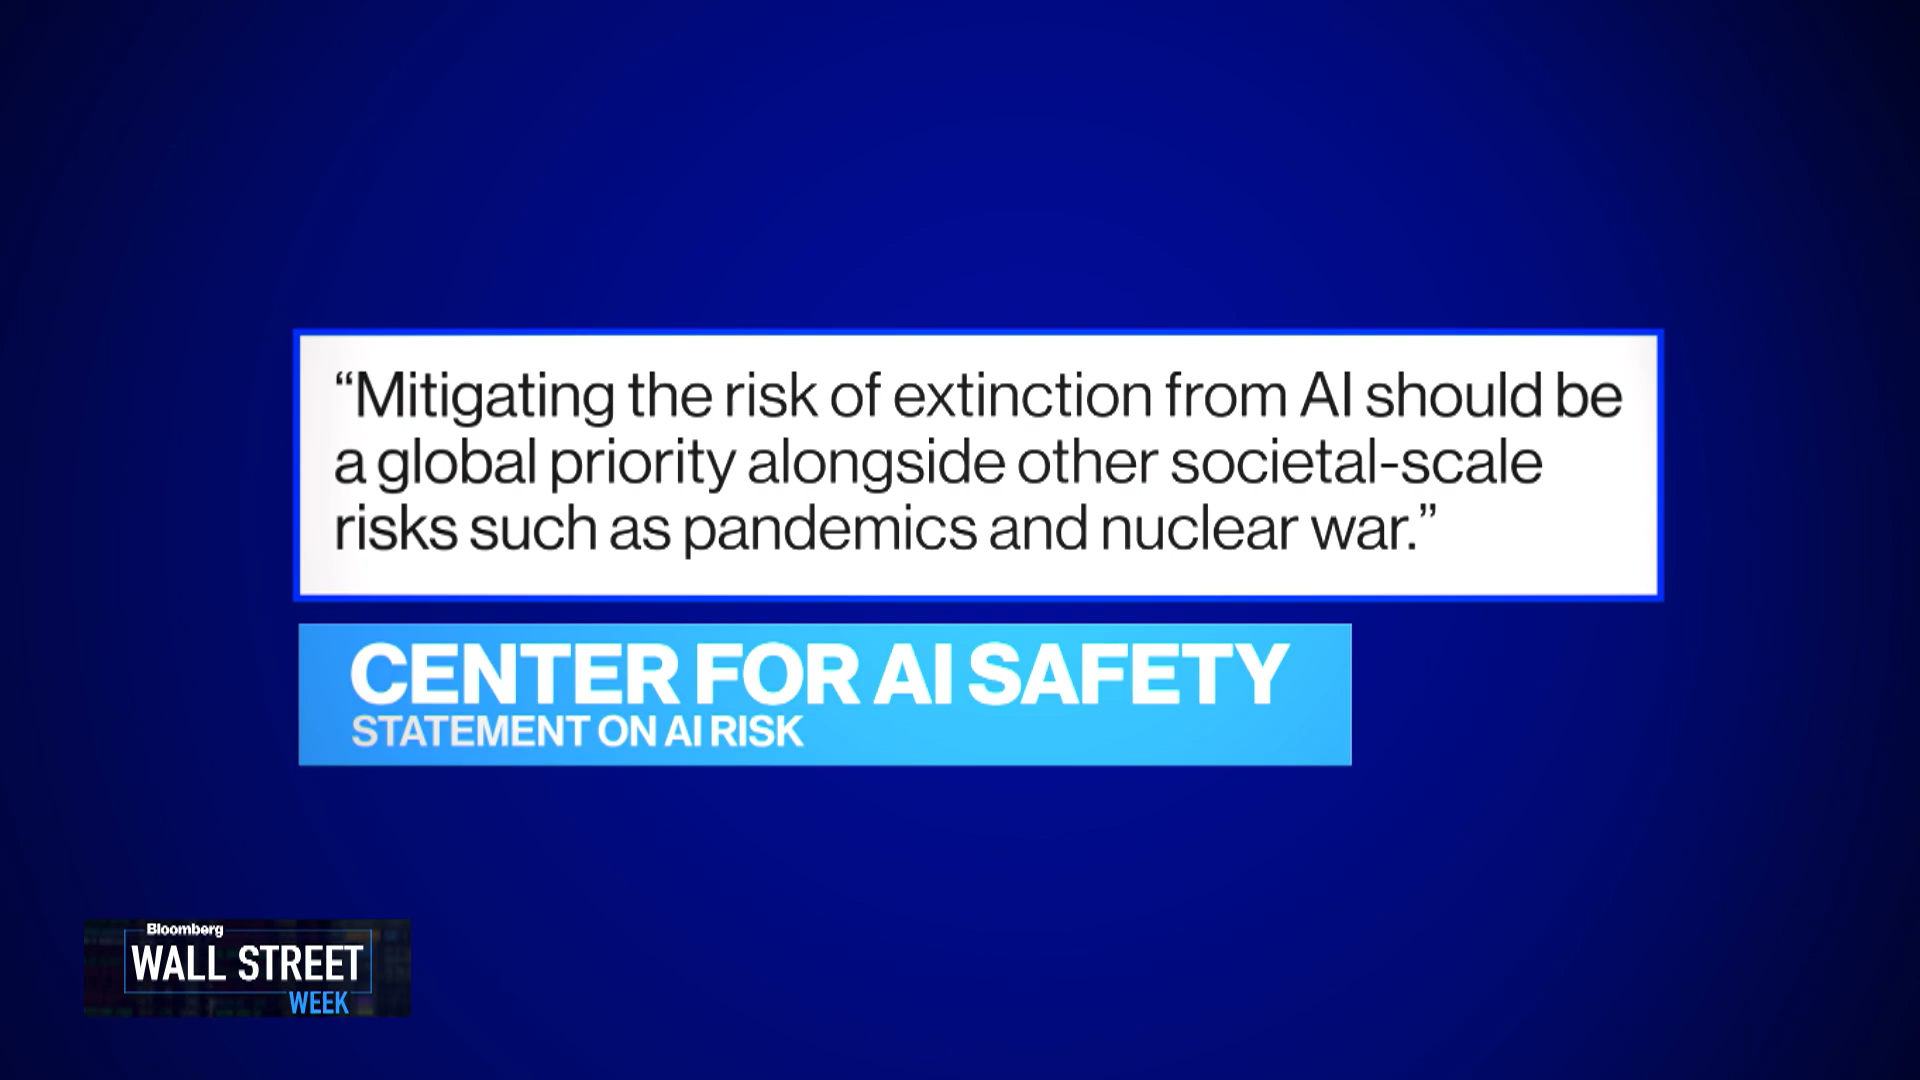 “Mitigating the risk of extinction from AI should be
a global priority alongside other societal-scale
risks such as pandemics and nuclear war.”
CENTER FOR AI SAFETY
STATEMENT ON AI RISK
Bloomberg
WALL STREET
WEEK